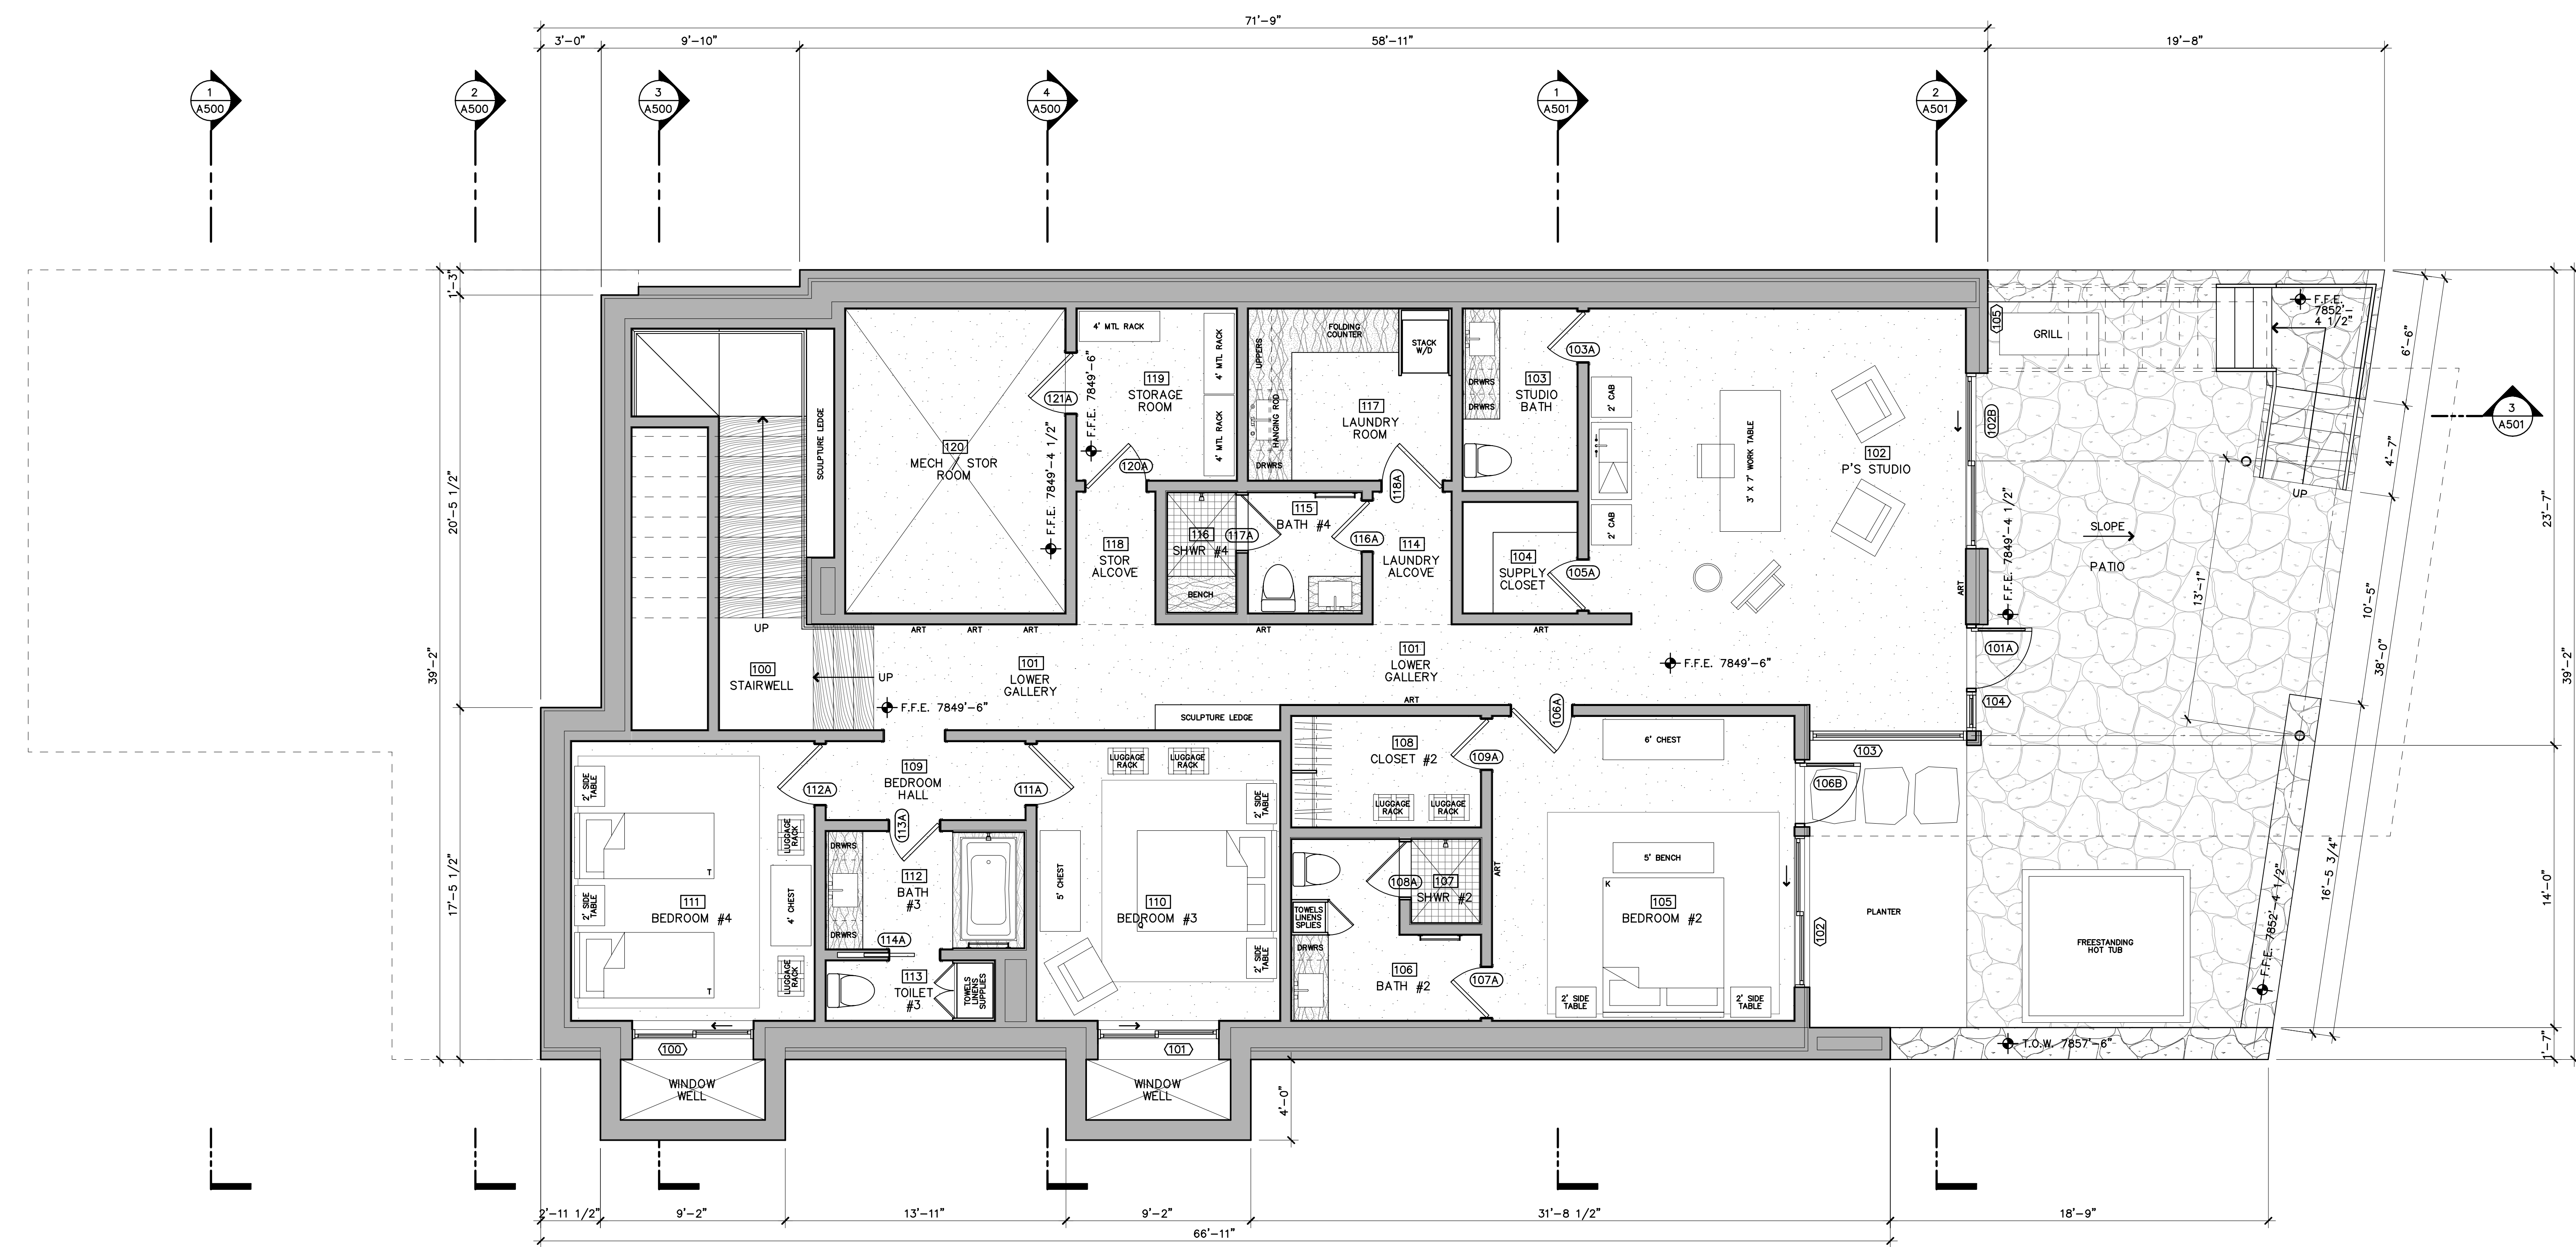 71'-9"
3'-0"
9'-10"
58'-11"
19'-8"
1
A500
2
A500
3
A500
4
A500
1
A501
2
A501
3
A501
39'-2"
1'-3"
20'-5 1/2"
17'-5 1/2"
SCULPTURE LEDGE
UP
100
STAIRWELL
UP
120
MECH / STOR
ROOM
121A
F.F.E. 7849'-6"
F.F.E. 7849'-4 1/2"
4' MTL RACK
4' MTL RACK
4' MTL RACK
119
STORAGE
ROOM
120A
118
STOR
ALCOVE
116
SHWR #4
BENCH
117A
115
BATH #4
116A
UPPERS
FOLDING
COUNTER
STACK
W/D
HANGING ROD
DRWRS
117
LAUNDRY
ROOM
118A
114
LAUNDRY
ALCOVE
DRWRS
DRWRS
103
STUDIO
BATH
103A
104
SUPPLY
CLOSET
105A
2' CAB
2' CAB
3' X 7' WORK TABLE
102
P'S STUDIO
ART
102B
F.F.E. 7849'-4 1/2"
101A
104
103
105
GRILL
F.F.E.
7852'-
4 1/2"
UP
SLOPE
PATIO
13'-1"
6'-6"
4'-7"
10'-5"
38'-0"
16'-5 3/4"
23'-7"
39'-2"
14'-0"
1'-7"
ART
ART
ART
ART
ART
101
LOWER
GALLERY
101
LOWER
GALLERY
F.F.E. 7849'-6"
F.F.E. 7849'-6"
SCULPTURE LEDGE
ART
106A
2' SIDE
TABLE
2' SIDE
TABLE
T
T
111
BEDROOM #4
LUGGAGE
RACK
4' CHEST
LUGGAGE
RACK
112A
109
BEDROOM
HALL
111A
113A
DRWRS
DRWRS
112
BATH
#3
114A
113
TOILET
#3
TOWELS
LINENS
SUPPLIES
5' CHEST
LUGGAGE
RACK
LUGGAGE
RACK
2' SIDE
TABLE
2' SIDE
TABLE
110
BEDROOM #3
Q
108
CLOSET #2
109A
LUGGAGE
RACK
LUGGAGE
RACK
108A
107
SHWR #2
TOWELS
LINENS
SPLIES
DRWRS
106
BATH #2
107A
ART
6' CHEST
5' BENCH
K
105
BEDROOM #2
2' SIDE
TABLE
2' SIDE
TABLE
106B
102
PLANTER
FREESTANDING
HOT TUB
F.F.E. 7852'-4 1/2"
T.O.W. 7857'-6"
100
101
WINDOW
WELL
WINDOW
WELL
4'-0"
2'-11 1/2"
9'-2"
13'-11"
9'-2"
31'-8 1/2"
18'-9"
66'-11"